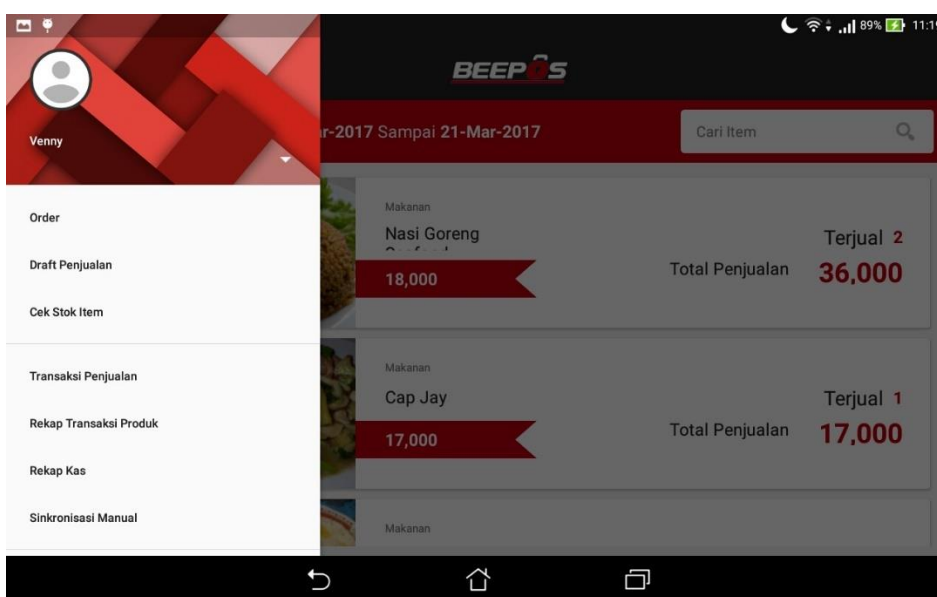 89% 11:19
BEEPOS
Venny
r-2017 Sampai 21-Mar-2017
Cari Item
Order
Draft Penjualan
Cek Stok Item
Transaksi Penjualan
Rekap Transaksi Produk
Rekap Kas
Sinkronisasi Manual
Makanan
Nasi Goreng
18,000
Terjual 2
Total Penjualan 36,000
Makanan
Cap Jay
17,000
Terjual 1
Total Penjualan 17,000
Makanan